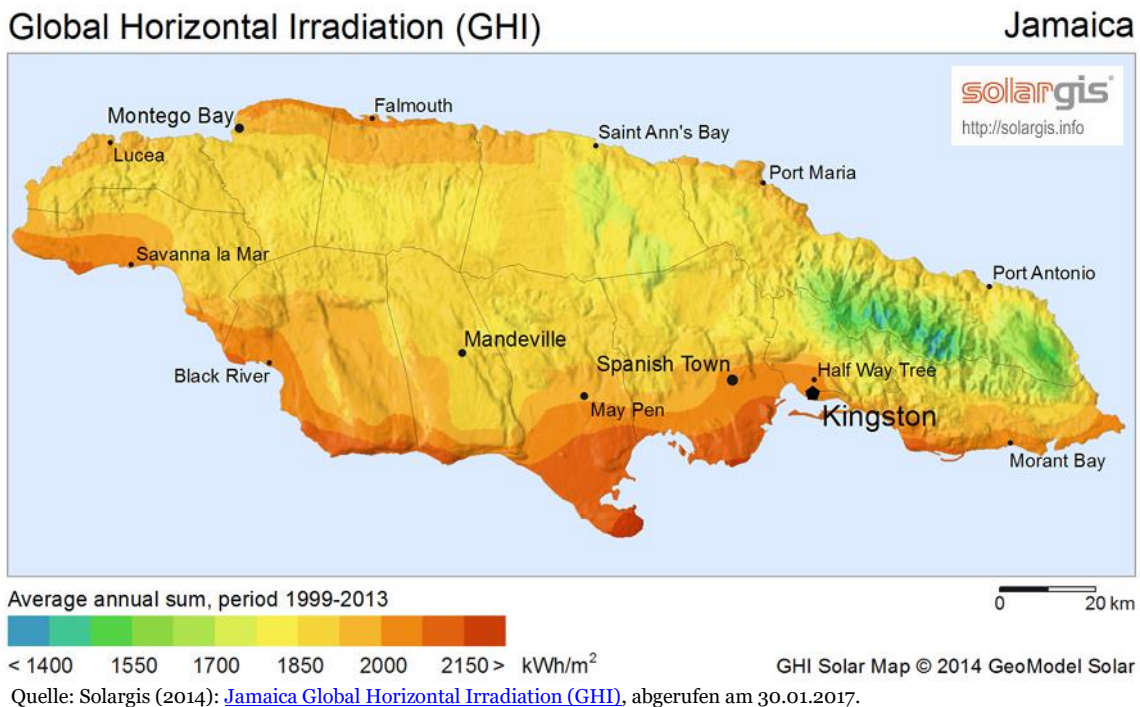 Global Horizontal Irradiation (GHI)
Jamaica
solargis
http://solargis.info
Montego Bay
Falmouth
Lucea
Saint Ann's Bay
Port Maria
Savanna la Mar
Port Antonio
Mandeville
Black River
Spanish Town
Half Way Tree
May Pen
Kingston
Morant Bay
Average annual sum, period 1999-2013
0 20 km
< 1400 1550 1700 1850 2000 2150 > kWh/m²
GHI Solar Map © 2014 GeoModel Solar
Quelle: Solargis (2014): Jamaica Global Horizontal Irradiation (GHI), abgerufen am 30.01.2017.